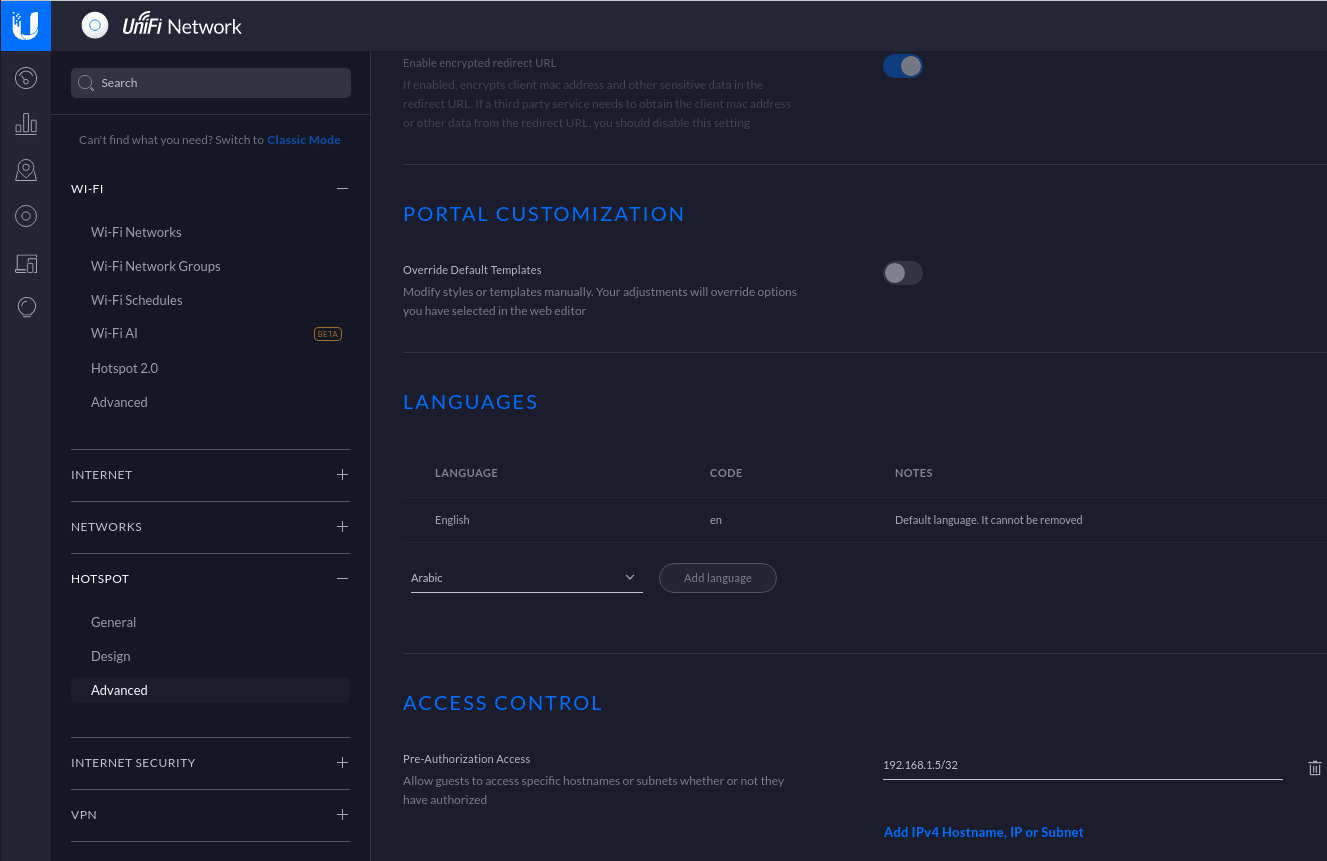 UniFi Network
Search
Can't find what you need? Switch to Classic Mode
WI-FI
Wi-Fi Networks
Wi-Fi Network Groups
Wi-Fi Schedules
Wi-Fi AI BETA
Hotspot 2.0
Advanced
INTERNET
NETWORKS
HOTSPOT
General
Design
Advanced
INTERNET SECURITY
VPN
Enable encrypted redirect URL
If enabled, encrypts client mac address and other sensitive data in the
redirect URL. If a third party service needs to obtain the client mac address
or other data from the redirect URL, you should disable this setting
PORTAL CUSTOMIZATION
Override Default Templates
Modify styles or templates manually. Your adjustments will override options
you have selected in the web editor
LANGUAGES
LANGUAGE CODE NOTES
English en Default language. It cannot be removed
Arabic Add language
ACCESS CONTROL
Pre-Authorization Access
Allow guests to access specific hostnames or subnets whether or not they
have authorized
192.168.1.5/32
Add IPv4 Hostname, IP or Subnet